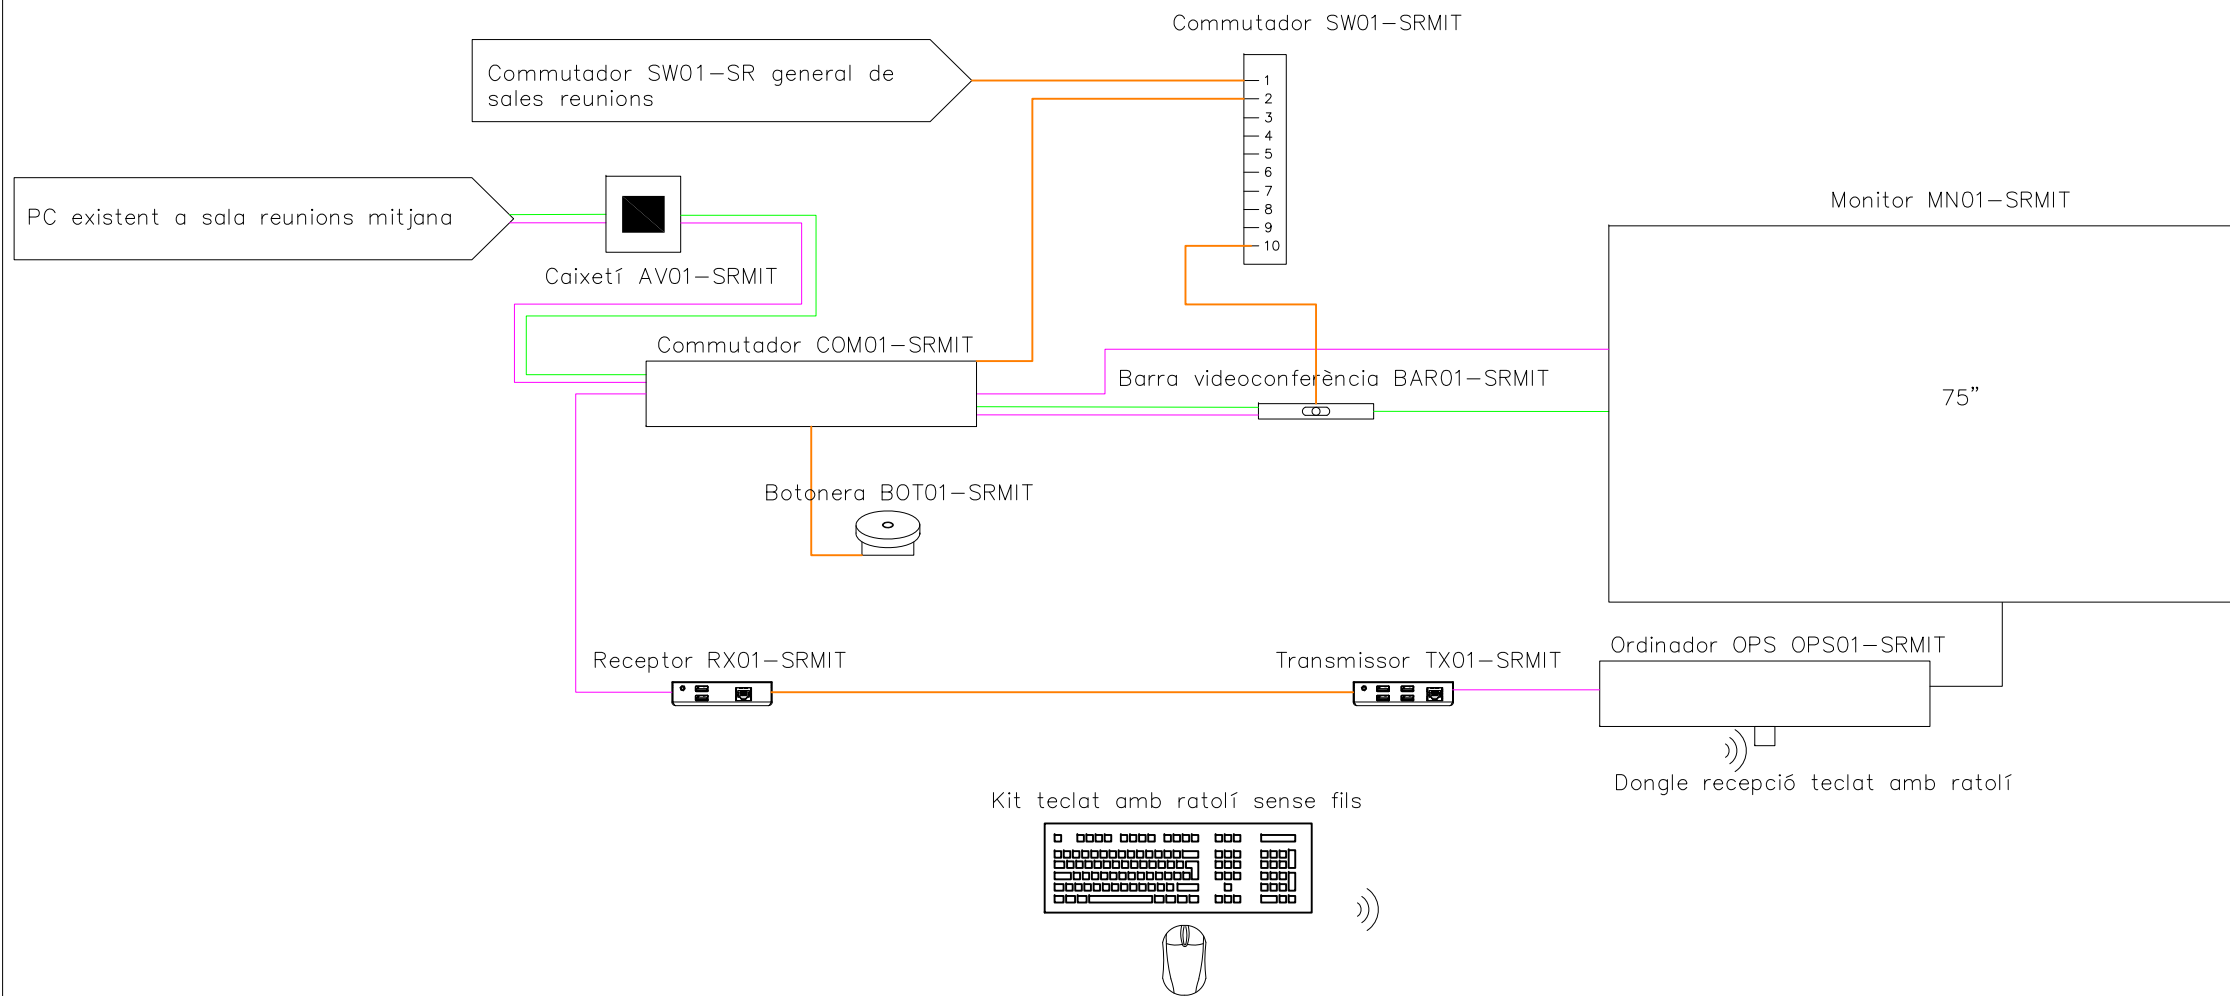 Commutador SW01-SRMIT
Commutador SW01-SR general de
sales reunions
1
2
3
4
5
6
7
8
9
10
PC existent a sala reunions mitjana
Caixetí AV01-SRMIT
Monitor MN01-SRMIT
Commutador COM01-SRMIT
Barra videoconferència BAR01-SRMIT
75"
Botonera BOT01-SRMIT
Receptor RX01-SRMIT
Transmissor TX01-SRMIT
Ordinador OPS OPS01-SRMIT
Dongle recepció teclat amb ratolí
Kit teclat amb ratolí sense fils